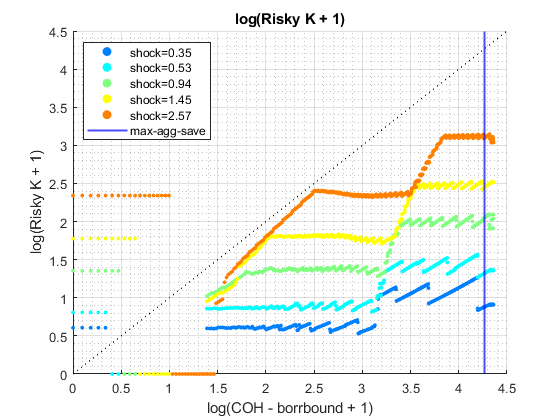 log(Risky K + 1)
4.5
4
3.5
3
2.5
2
1.5
1
0.5
0
log(Risky K + 1)
shock=0.35
shock=0.53
shock=0.94
shock=1.45
shock=2.57
max-agg-save
0 0.5 1 1.5 2 2.5 3 3.5 4 4.5
log(COH - borrbound + 1)